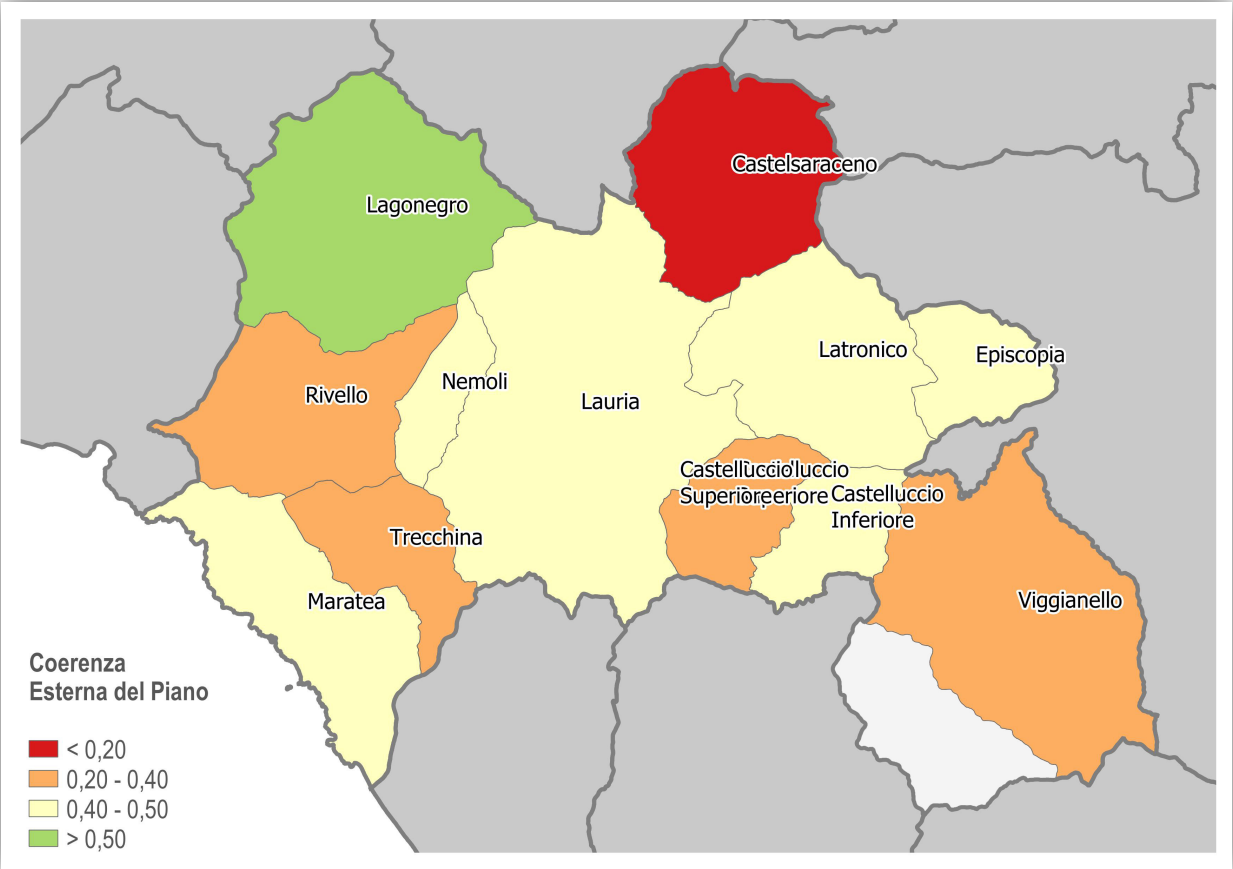 Castelsaraceno
Lagonegro
Latronico
Episcopia
Nemoli
Rivello
Lauria
Castelluccio
Superiore
Castelluccio
Inferiore
Trecchina
Maratea
Viggianello
Coerenza
Esterna del Piano
< 0,20
0,20 - 0,40
0,40 - 0,50
> 0,50